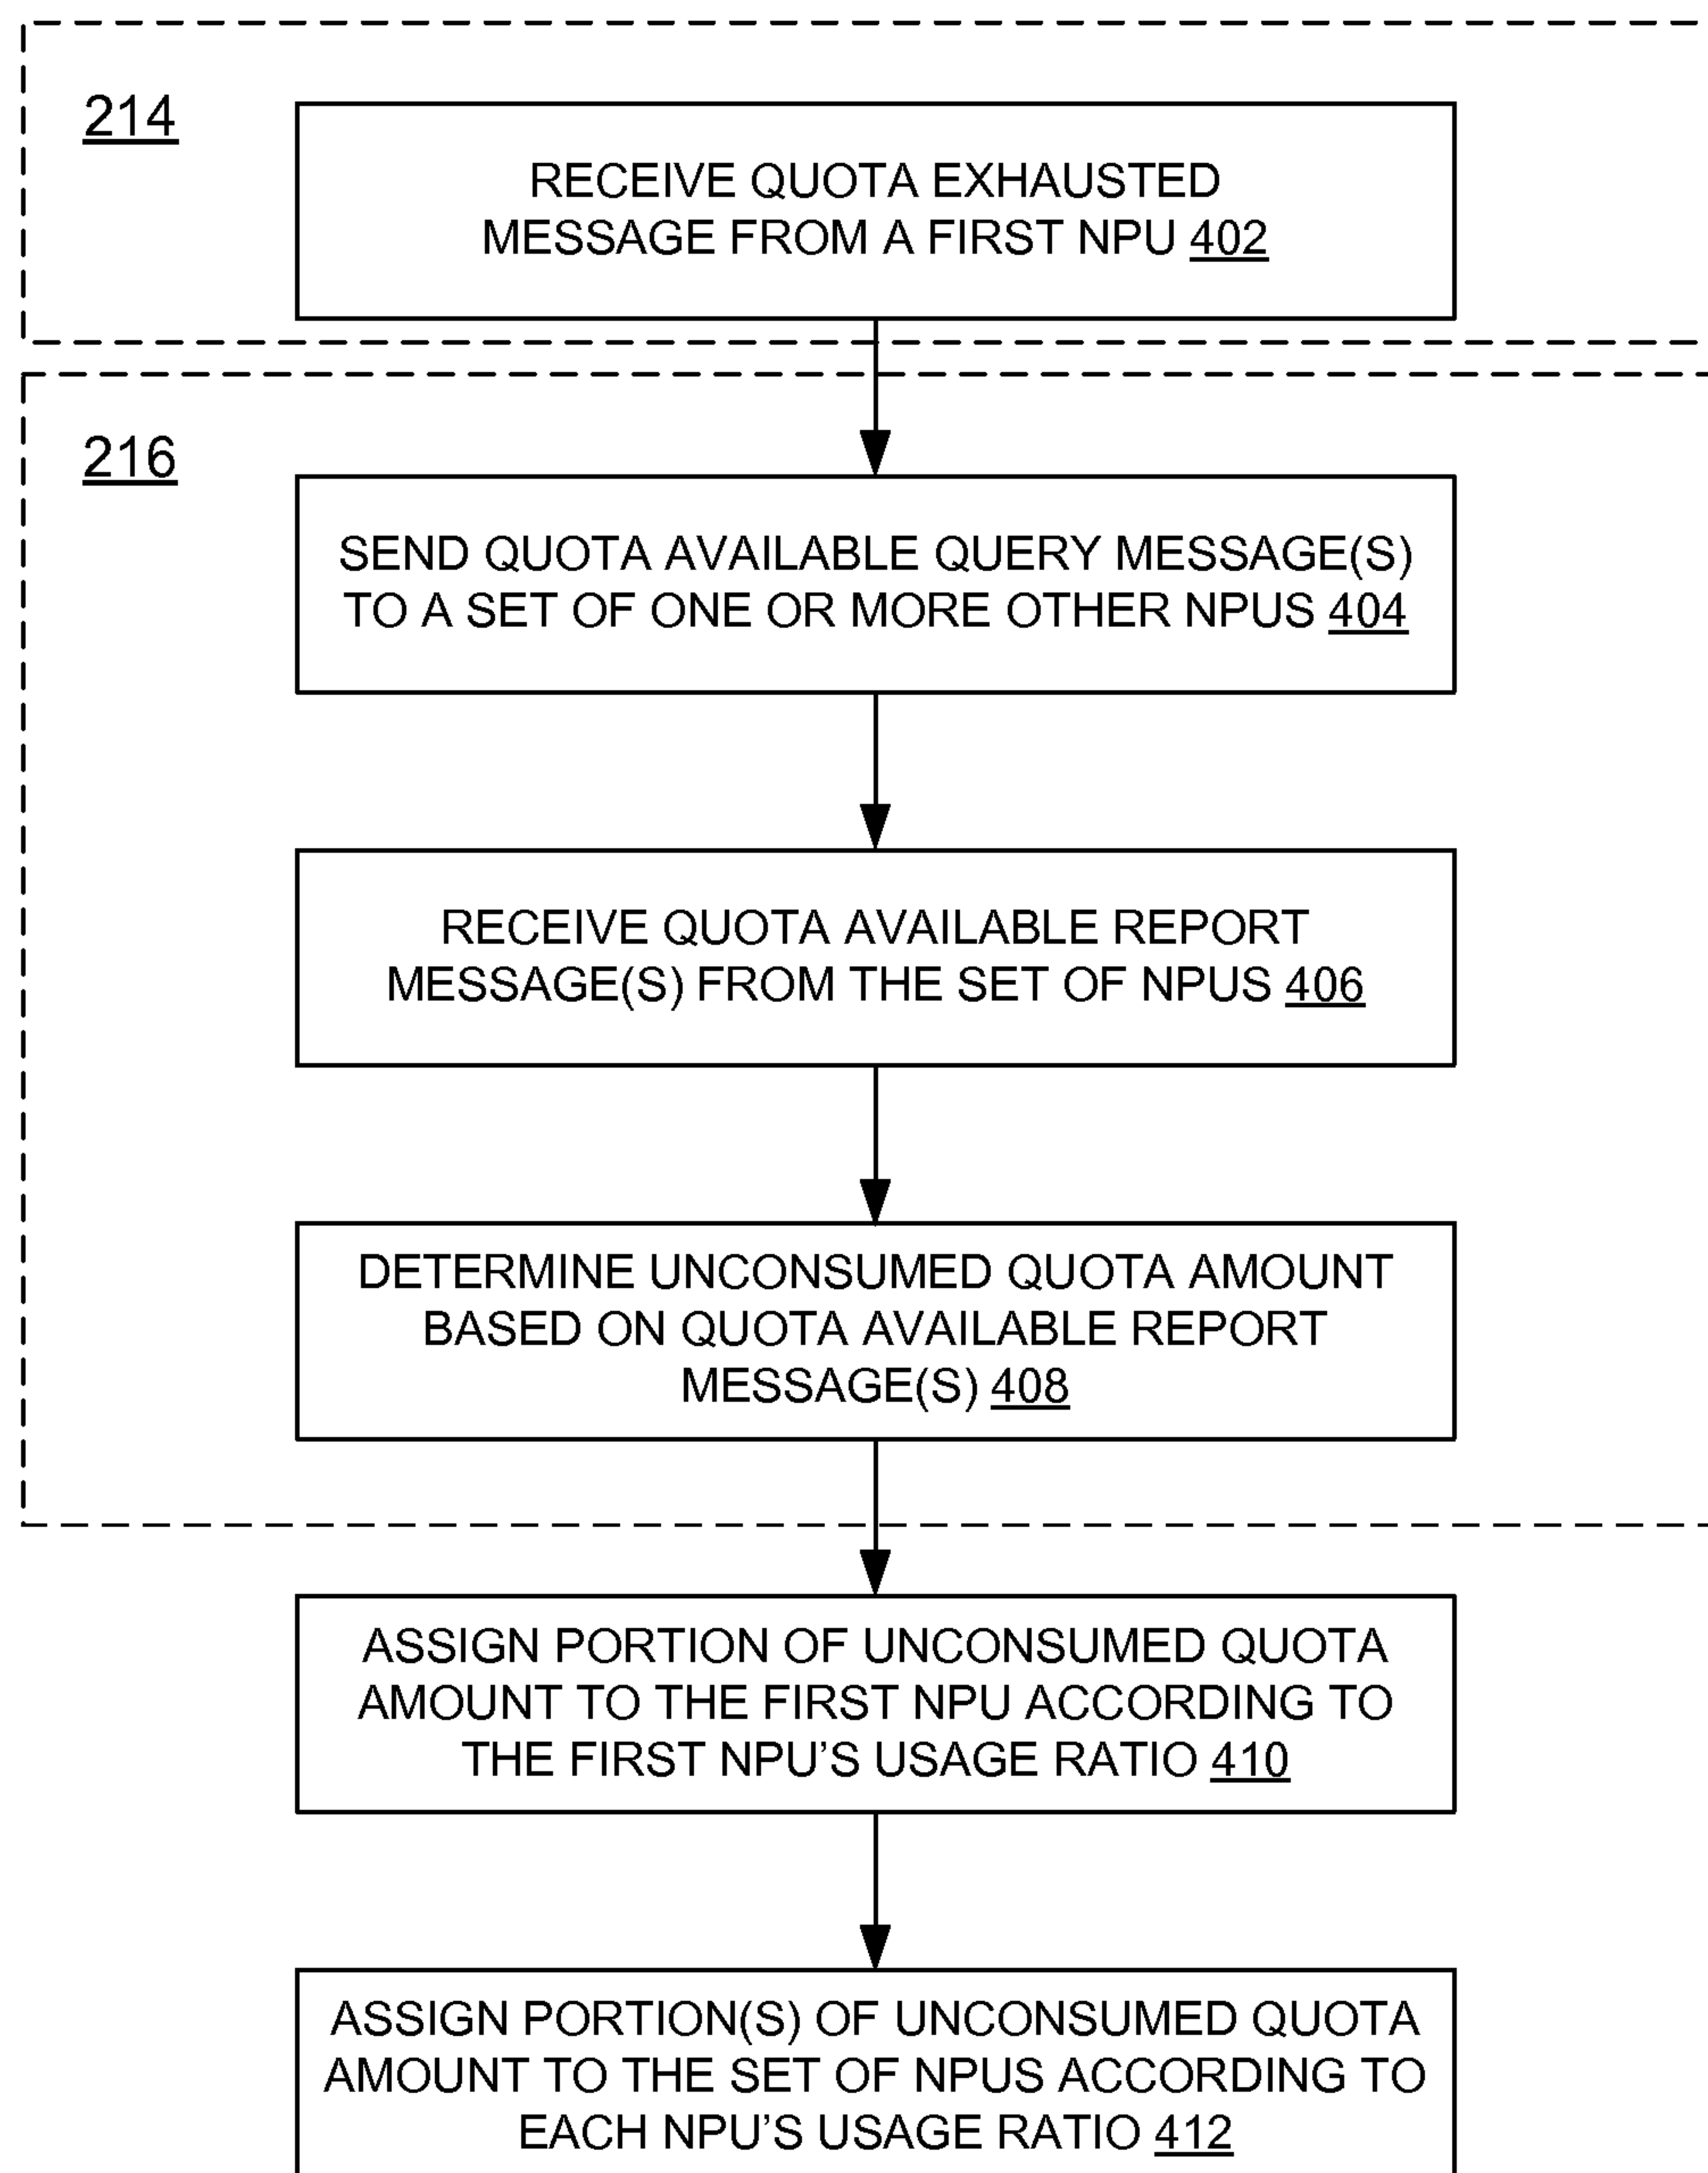 214
RECEIVE QUOTA EXHAUSTED
MESSAGE FROM A FIRST NPU 402
216
SEND QUOTA AVAILABLE QUERY MESSAGE(S)
TO A SET OF ONE OR MORE OTHER NPUS 404
RECEIVE QUOTA AVAILABLE REPORT
MESSAGE(S) FROM THE SET OF NPUS 406
DETERMINE UNCONSUMED QUOTA AMOUNT
BASED ON QUOTA AVAILABLE REPORT
MESSAGE(S) 408
ASSIGN PORTION OF UNCONSUMED QUOTA
AMOUNT TO THE FIRST NPU ACCORDING TO
THE FIRST NPU’S USAGE RATIO 410
ASSIGN PORTION(S) OF UNCONSUMED QUOTA
AMOUNT TO THE SET OF NPUS ACCORDING TO
EACH NPU’S USAGE RATIO 412